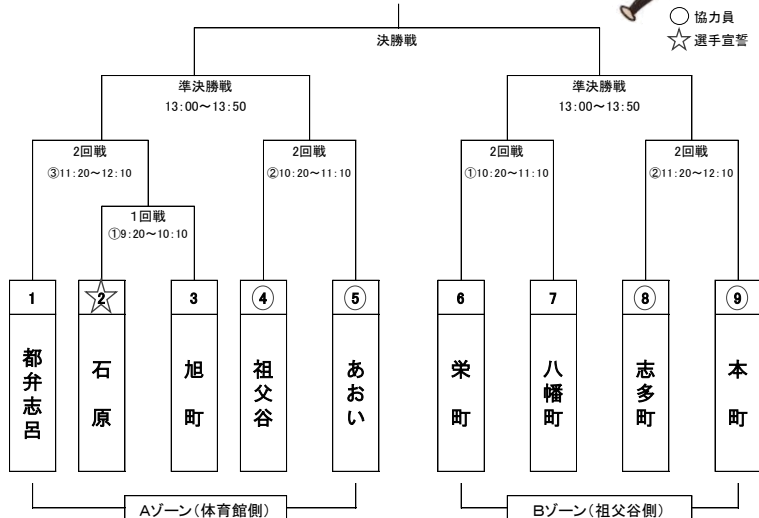 ○ 協力員
☆ 選手宣誓
決勝戦
準決勝戦
13:00~13:50
準決勝戦
13:00~13:50
2回戦
③11:20~12:10
2回戦
②10:20~11:10
2回戦
①10:20~11:10
2回戦
②11:20~12:10
1回戦
①9:20~10:10
1 2 3 ④ ⑤ 6 7 ⑧ ⑨
都弁志呂
石原
旭町
祖父谷
あおい
栄町
八幡町
志多町
本町
Aゾーン(体育館側)
Bゾーン(祖父谷側)